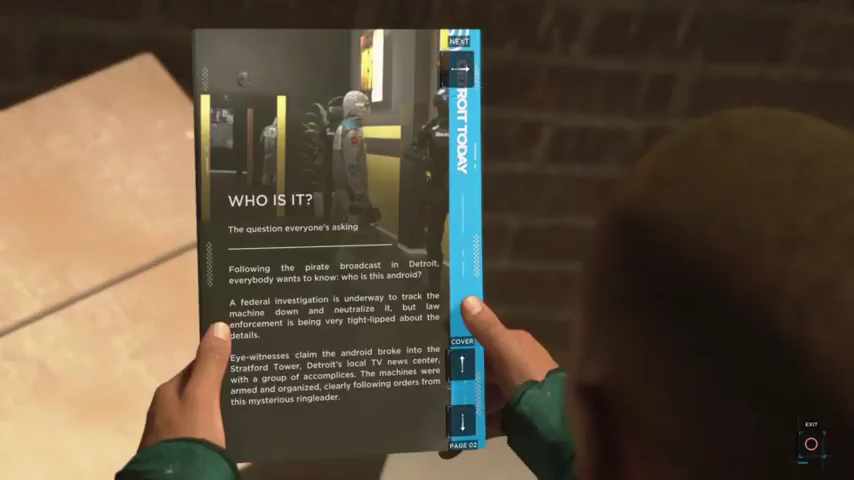 NEXT
DETROIT TODAY
WHO IS IT?
The question everyone's asking
Following the pirate broadcast in Detroit,
everybody wants to know: who is this android?
A federal investigation is underway to track the
machine down and neutralize it, but law
enforcement is being very tight-lipped about the
details.
Eye-witnesses claim the android broke into the
Stratford Tower, Detroit's local TV news center,
with a group of accomplices. The machines were
armed and organized, clearly following orders from
this mysterious ringleader.
COVER
PAGE 02
EXIT